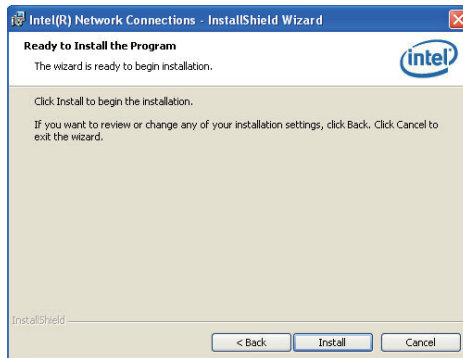 Intel(R) Network Connections - InstallShield Wizard
Ready to Install the Program
The wizard is ready to begin installation.
intel
Click Install to begin the installation.
If you want to review or change any of your installation settings, click Back. Click Cancel to
exit the wizard.
InstallShield
< Back
Install
Cancel